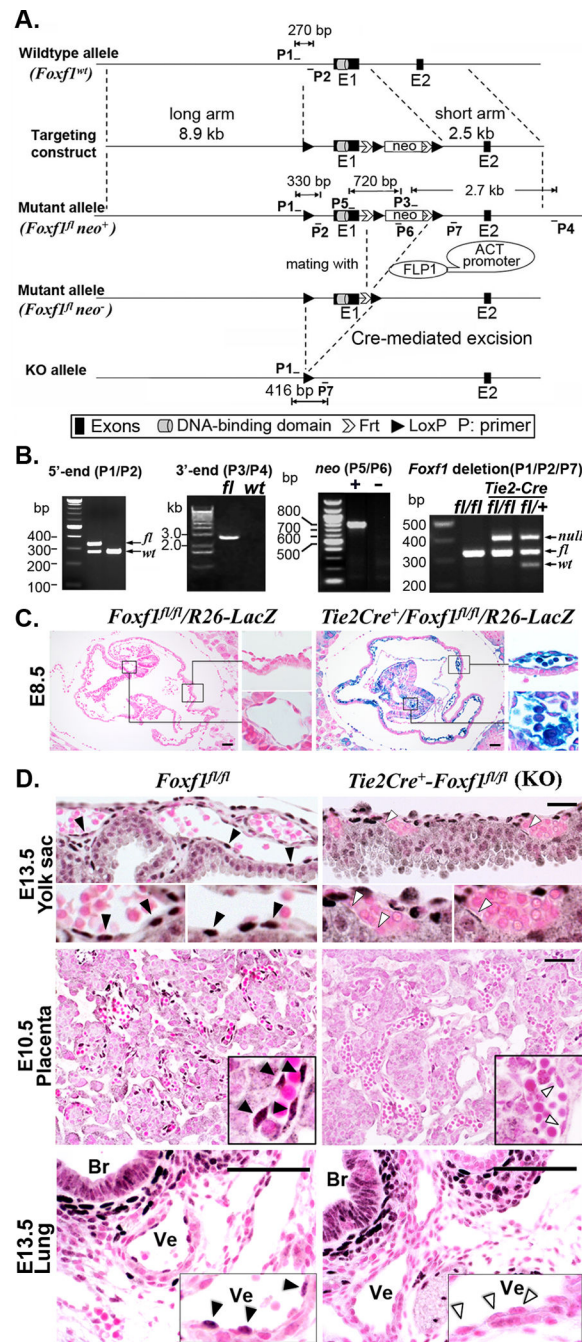 A.
270 bp
Wildtype allele
P1
(Foxf1wt)
P2
E1
E2
long arm
8.9 kb
short arm
2.5 kb
Targeting
construct
neo
E1
E2
330 bp
720 bp
2.7 kb
P1
P5
P3
Mutant allele
(Foxf1fl neo+)
neo
P2
E1
P6
P7
E2
P4
mating with
FLP1
ACT
promoter
Mutant allele
(Foxf1fl neo-)
E1
E2
Cre-mediated excision
KO allele
P1
416 bp
P7
E2
Exons DNA-binding domain Frt LoxP P: primer
B.
5'-end (P1/P2)
bp
400
300
200
100
fl
wt
3'-end (P3/P4)
fl wt
kb
3.0
2.0
neo (P5/P6)
+ −
bp
800
700
600
500
Foxf1 deletion(P1/P2/P7)
Tie2-Cre
fl/fl fl/fl fl/+
bp
500
400
300
200
null
fl
wt
C.
Foxf1fl/fl/R26-LacZ
Tie2Cre+/Foxf1fl/fl/R26-LacZ
E8.5
D.
Foxf1fl/fl
Tie2Cre+-Foxf1fl/fl (KO)
E13.5
Yolk sac
E10.5
Placenta
E13.5
Lung
Br
Ve
Ve
Br
Ve
Ve